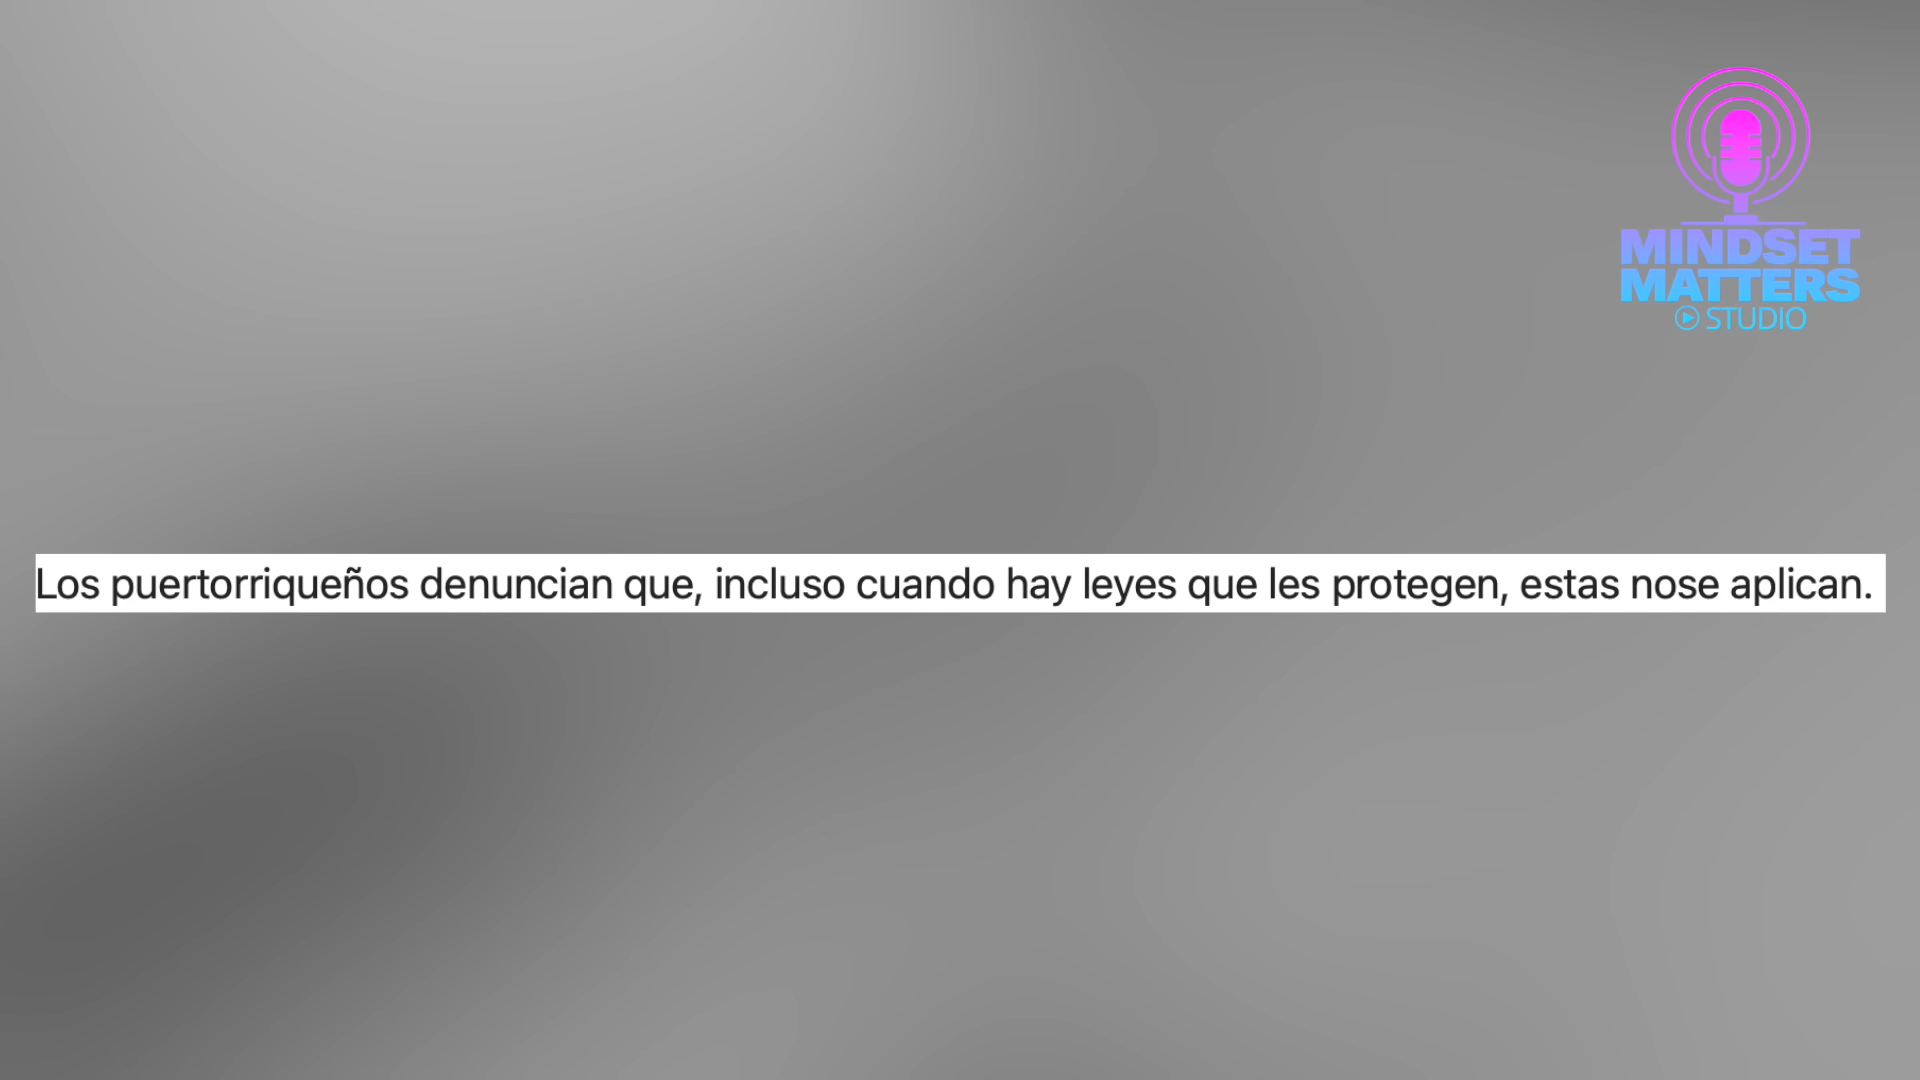 MINDSET
MATTERS
STUDIO
Los puertorriqueños denuncian que, incluso cuando hay leyes que les protegen, estas nose aplican.